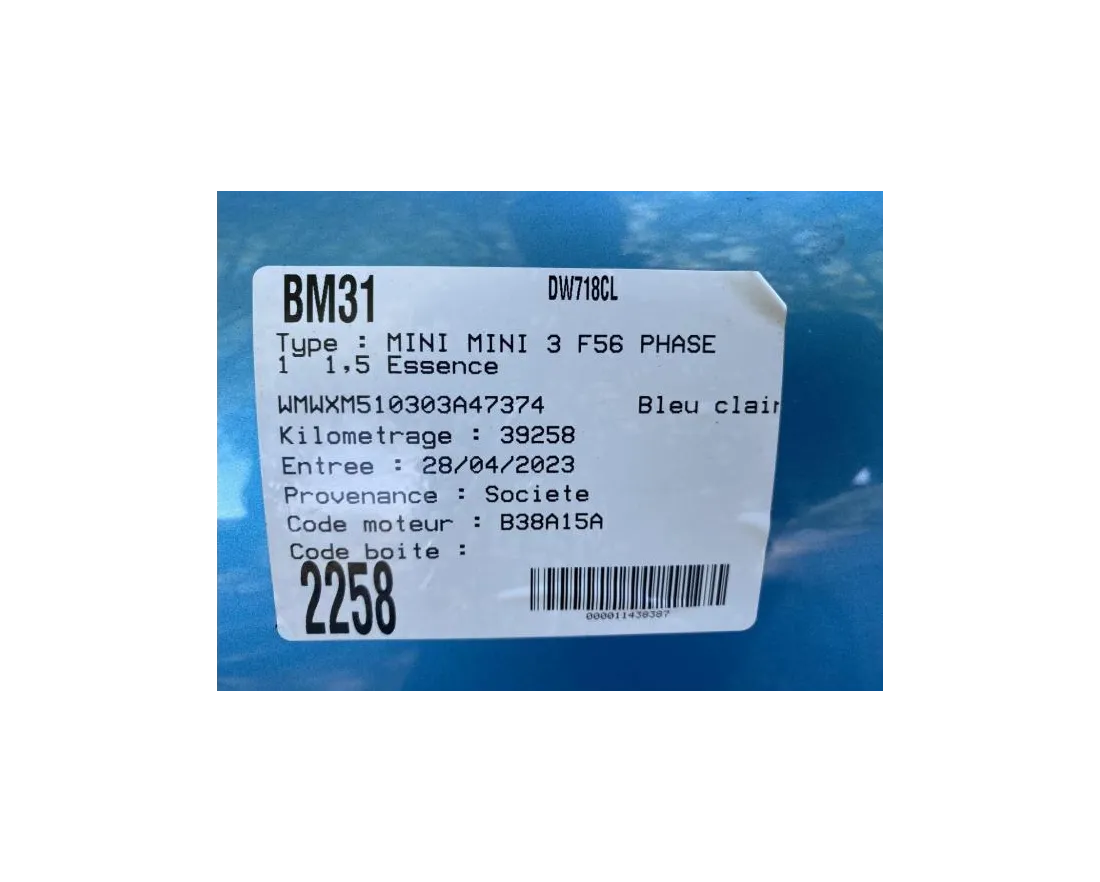 BM31 DW718CL
Type : MINI MINI 3 F56 PHASE
1 1,5 Essence
WMWXM510303A47374 Bleu clair
Kilometrage : 39258
Entree : 28/04/2023
Provenance : Societe
Code moteur : B38A15A
Code boite :
2258
000011438387